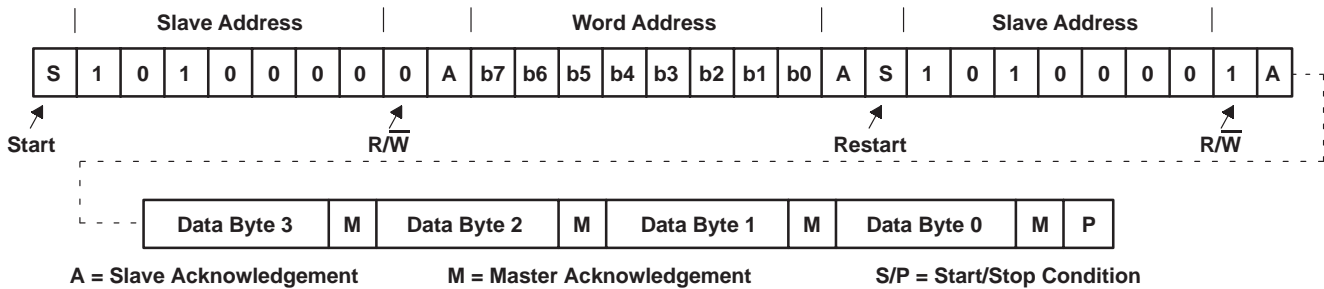 Slave Address Word Address Slave Address
S 1 0 1 0 0 0 0 0 A b7 b6 b5 b4 b3 b2 b1 b0 A S 1 0 1 0 0 0 0 1 A
Start R/W̅ Restart R/W̅
Data Byte 3 M Data Byte 2 M Data Byte 1 M Data Byte 0 M P
A = Slave Acknowledgement M = Master Acknowledgement S/P = Start/Stop Condition